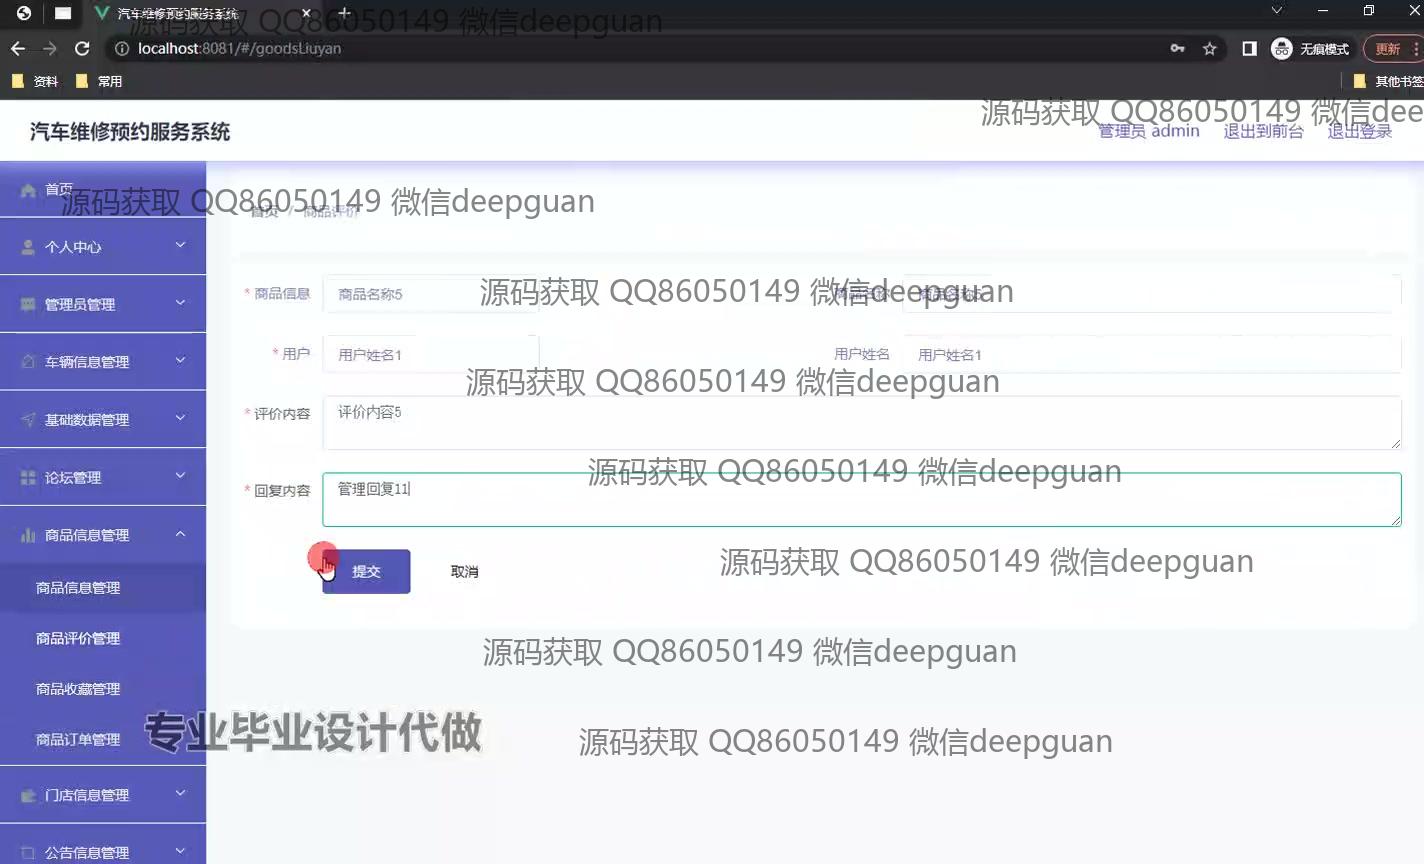 汽车维修预约服务系统
源码获取 QQ86050149 微信deepguan
localhost:8081/#/goodsLiuyan
无痕模式
更新
资料
常用
其他书签
源码获取 QQ86050149 微信dee
汽车维修预约服务系统
管理员 admin
退出到前台
退出登录
首页
源码获取 QQ86050149 微信deepguan
首页 / 商品评价
个人中心
* 商品信息
商品名称5
源码获取 QQ86050149 微信deepguan
商品名称
商品名称5
管理员管理
* 用户
用户姓名1
用户姓名
用户姓名1
车辆信息管理
源码获取 QQ86050149 微信deepguan
* 评价内容
评价内容5
基础数据管理
源码获取 QQ86050149 微信deepguan
论坛管理
* 回复内容
管理回复11
商品信息管理
源码获取 QQ86050149 微信deepguan
提交
取消
商品信息管理
商品评价管理
源码获取 QQ86050149 微信deepguan
商品收藏管理
商品订单管理
专业毕业设计代做
源码获取 QQ86050149 微信deepguan
门店信息管理
公告信息管理